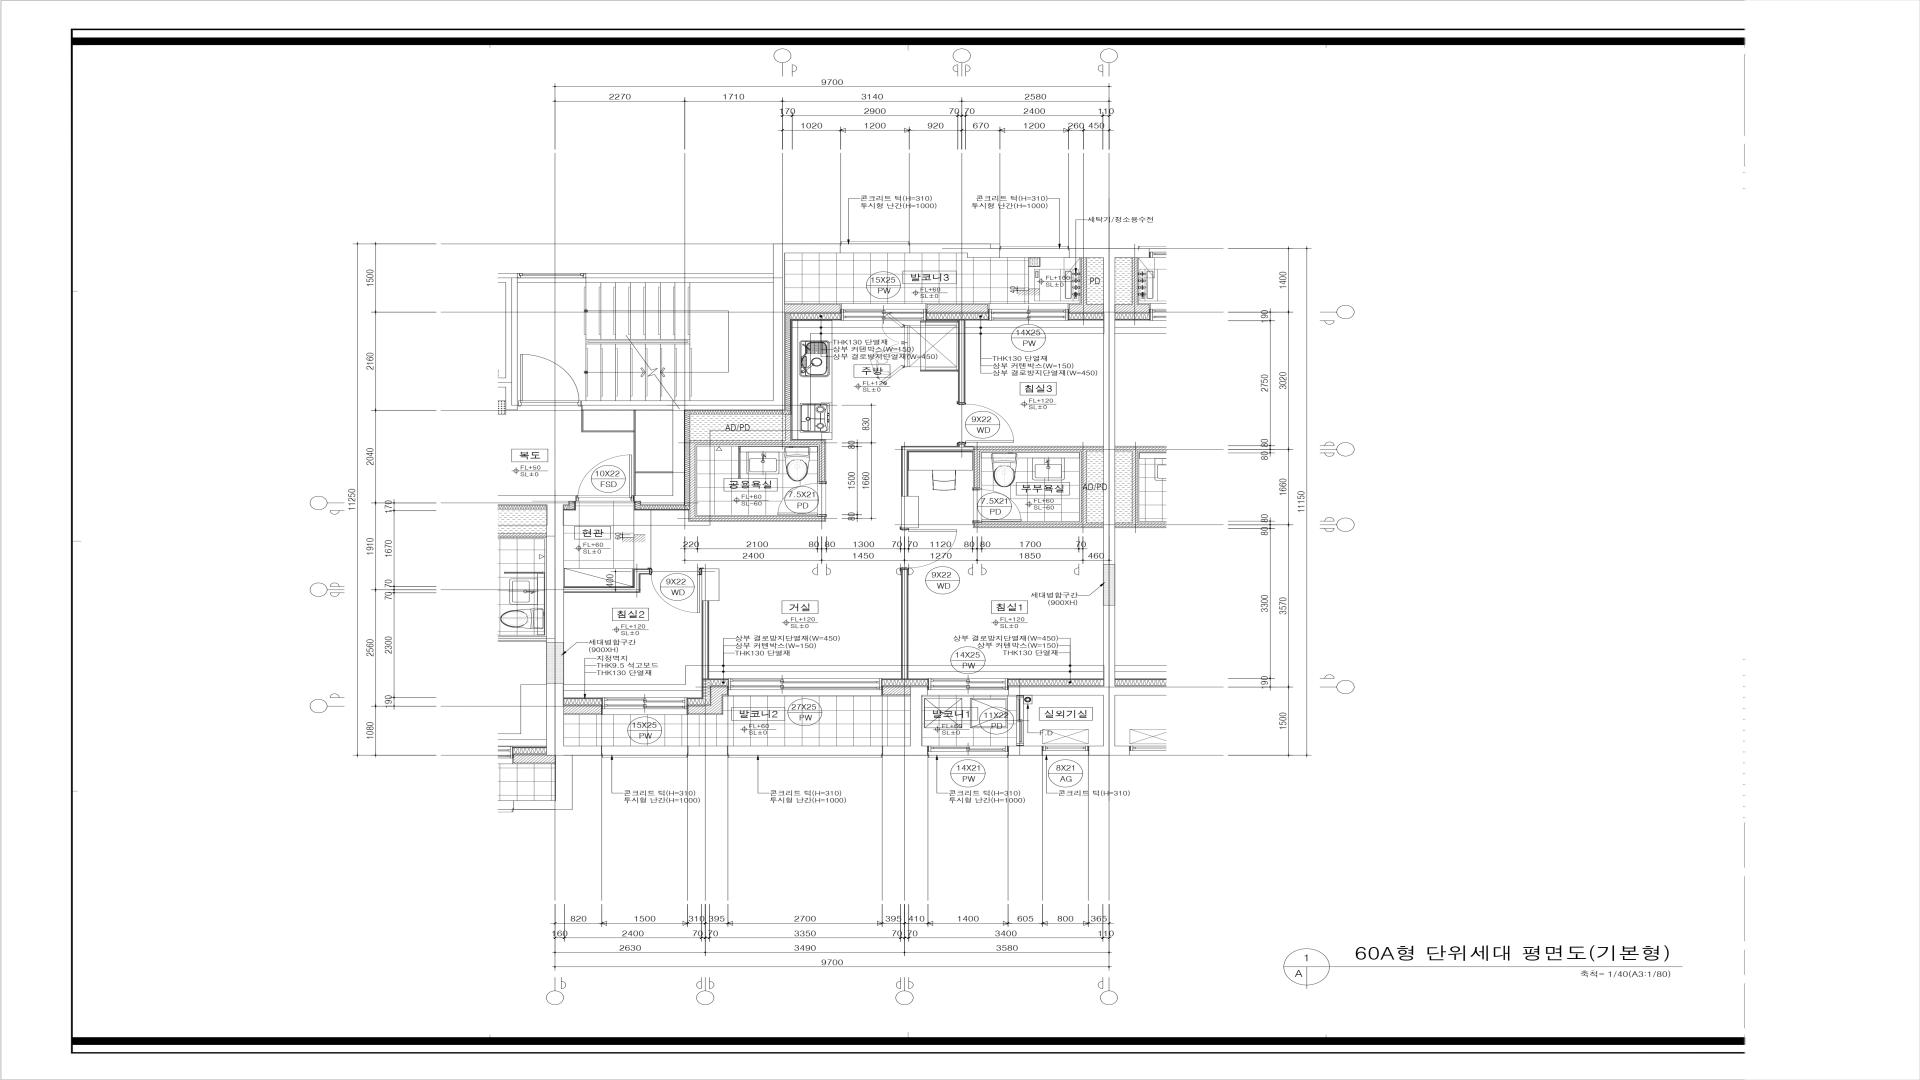 9700
2270 1710 3140 2580
170 2900 70 70 2400 110
1020 1200 920 670 1200 260 450
콘크리트 턱(H=310)
투시형 난간(H=1000)
콘크리트 턱(H=310)
투시형 난간(H=1000)
세탁기/청소용수전
1500
2160
2040
11250
170
1910
1670
70
70
2560
2300
190
1080
1400
190
2750
3020
80
80
1660
11150
80
80
3300
3570
190
1500
15X25
PW
발코니3
FL+60
SL±0
FL+160
SL±0
PD
14X25
PW
THK130 단열재
상부 커텐박스(W=150)
상부 결로방지단열재(W=450)
주방
FL+120
SL±0
THK130 단열재
상부 커텐박스(W=150)
상부 결로방지단열재(W=450)
침실3
FL+120
SL±0
9X22
WD
830
80
1500
1660
80
AD/PD
복도
FL+50
SL±0
10X22
FSD
공용욕실
FL+60
SL-60
7.5X21
PD
부부욕실
FL+60
SL-60
7.5X21
PD
AD/PD
현관
FL+60
SL±0
60
400
220 2100 80 80 1300 70 70 1120 80 80 1700 70
2400 1450 1270 1850 460
9X22
WD
9X22
WD
침실2
FL+120
SL±0
거실
FL+120
SL±0
침실1
FL+120
SL±0
세대병합구간
(900XH)
세대병합구간
(900XH)
지정벽지
THK9.5 석고보드
THK130 단열재
상부 결로방지단열재(W=450)
상부 커텐박스(W=150)
THK130 단열재
상부 결로방지단열재(W=450)
상부 커텐박스(W=150)
THK130 단열재
14X25
PW
15X25
PW
발코니2
FL+60
SL±0
27X25
PW
발코니1
FL+60
SL±0
11X22
PD
실외기실
F.D
14X21
PW
8X21
AG
콘크리트 턱(H=310)
투시형 난간(H=1000)
콘크리트 턱(H=310)
투시형 난간(H=1000)
콘크리트 턱(H=310)
투시형 난간(H=1000)
콘크리트 턱(H=310)
820 1500 310 395 2700 395 410 1400 605 800 365
160 2400 70 70 3350 70 70 3400 110
2630 3490 3580
9700
1
A
60A형 단위세대 평면도(기본형)
축척= 1/40(A3:1/80)